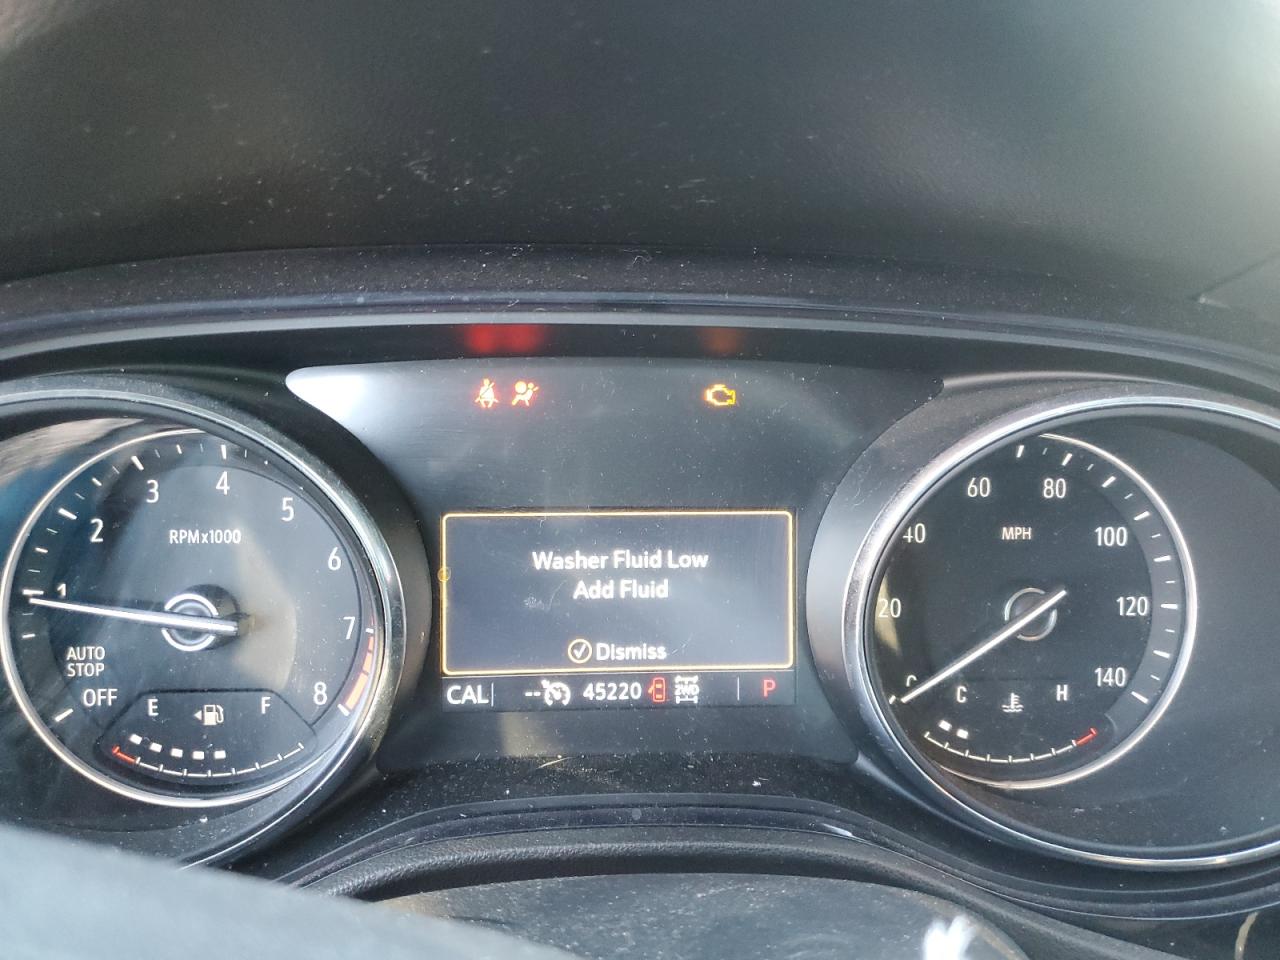 1
2
3
4
5
6
7
8
RPMx1000
AUTO
STOP
OFF
E
F
Washer Fluid Low
Add Fluid
Dismiss
CAL
--
45220
2WD
P
20
40
60
80
100
120
140
MPH
C
H